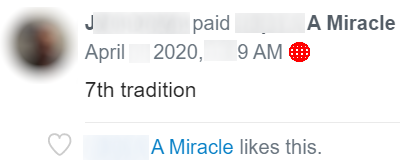 J paid A Miracle
April 2020, 9 AM
7th tradition
A Miracle likes this.